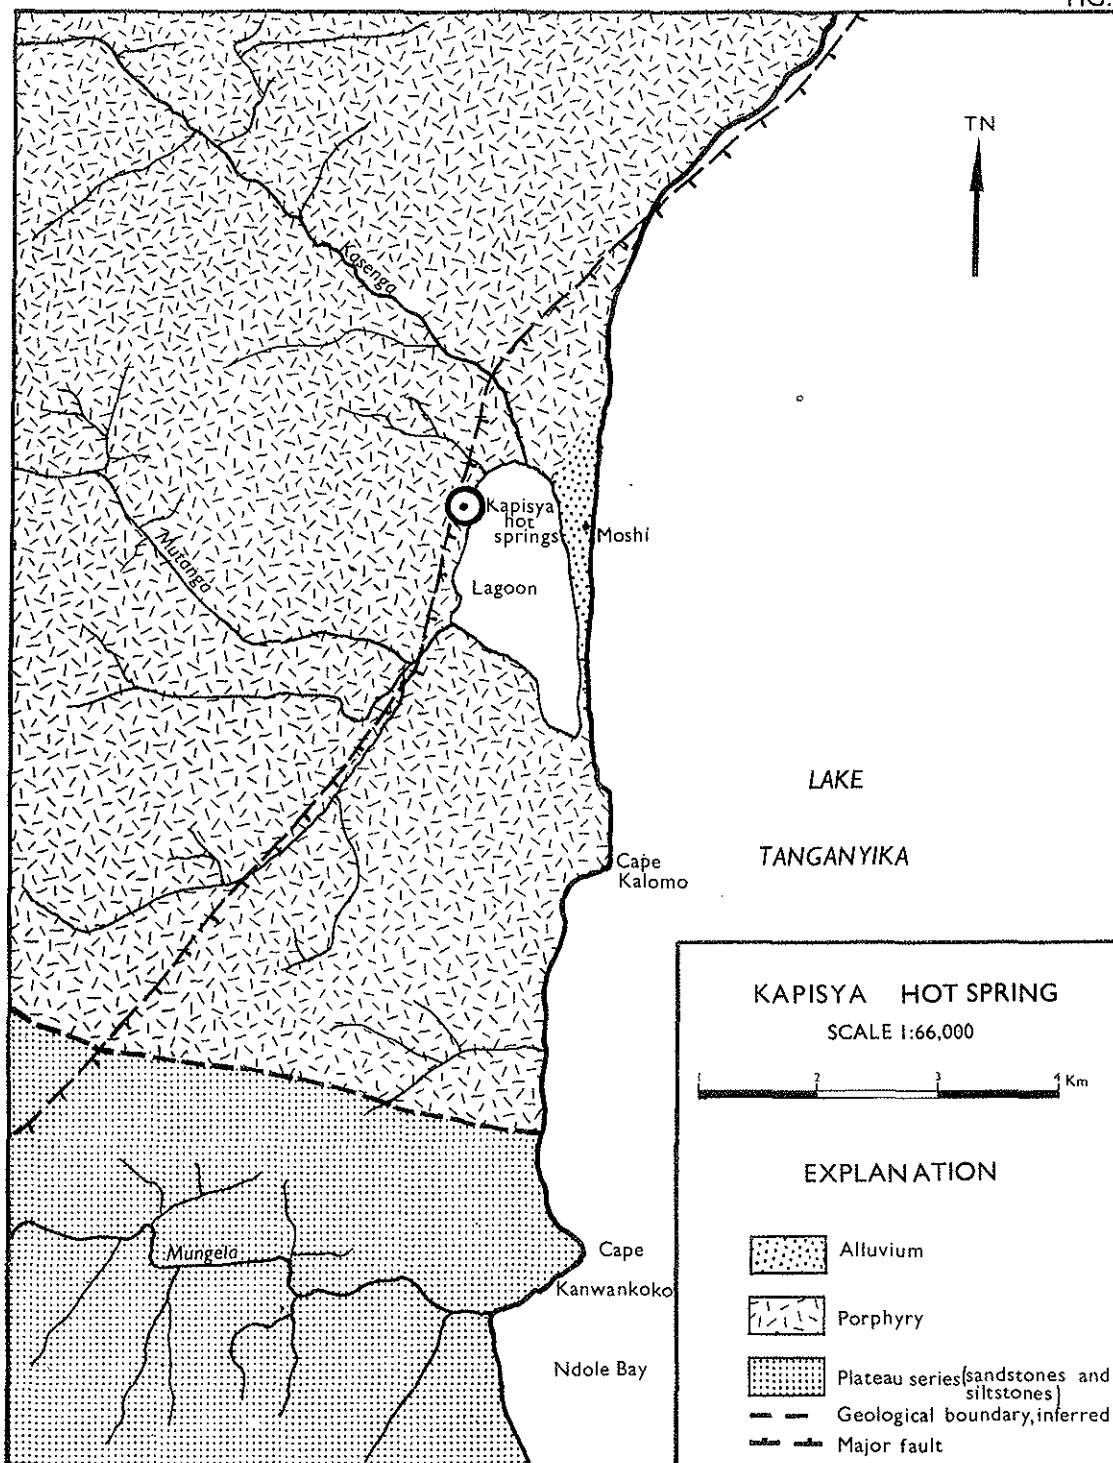 FIG.
TN
Kasenga
Kapisya
hot
springs
Moshi
Mutanga
Lagoon
LAKE
TANGANYIKA
Cape
Kalomo
KAPISYA HOT SPRING
SCALE 1:66,000
1 2 3 4 Km
EXPLANATION
Mungela
Cape
Kanwankoko
Ndole Bay
Alluvium
Porphyry
Plateau series (sandstones and
siltstones)
Geological boundary, inferred
Major fault